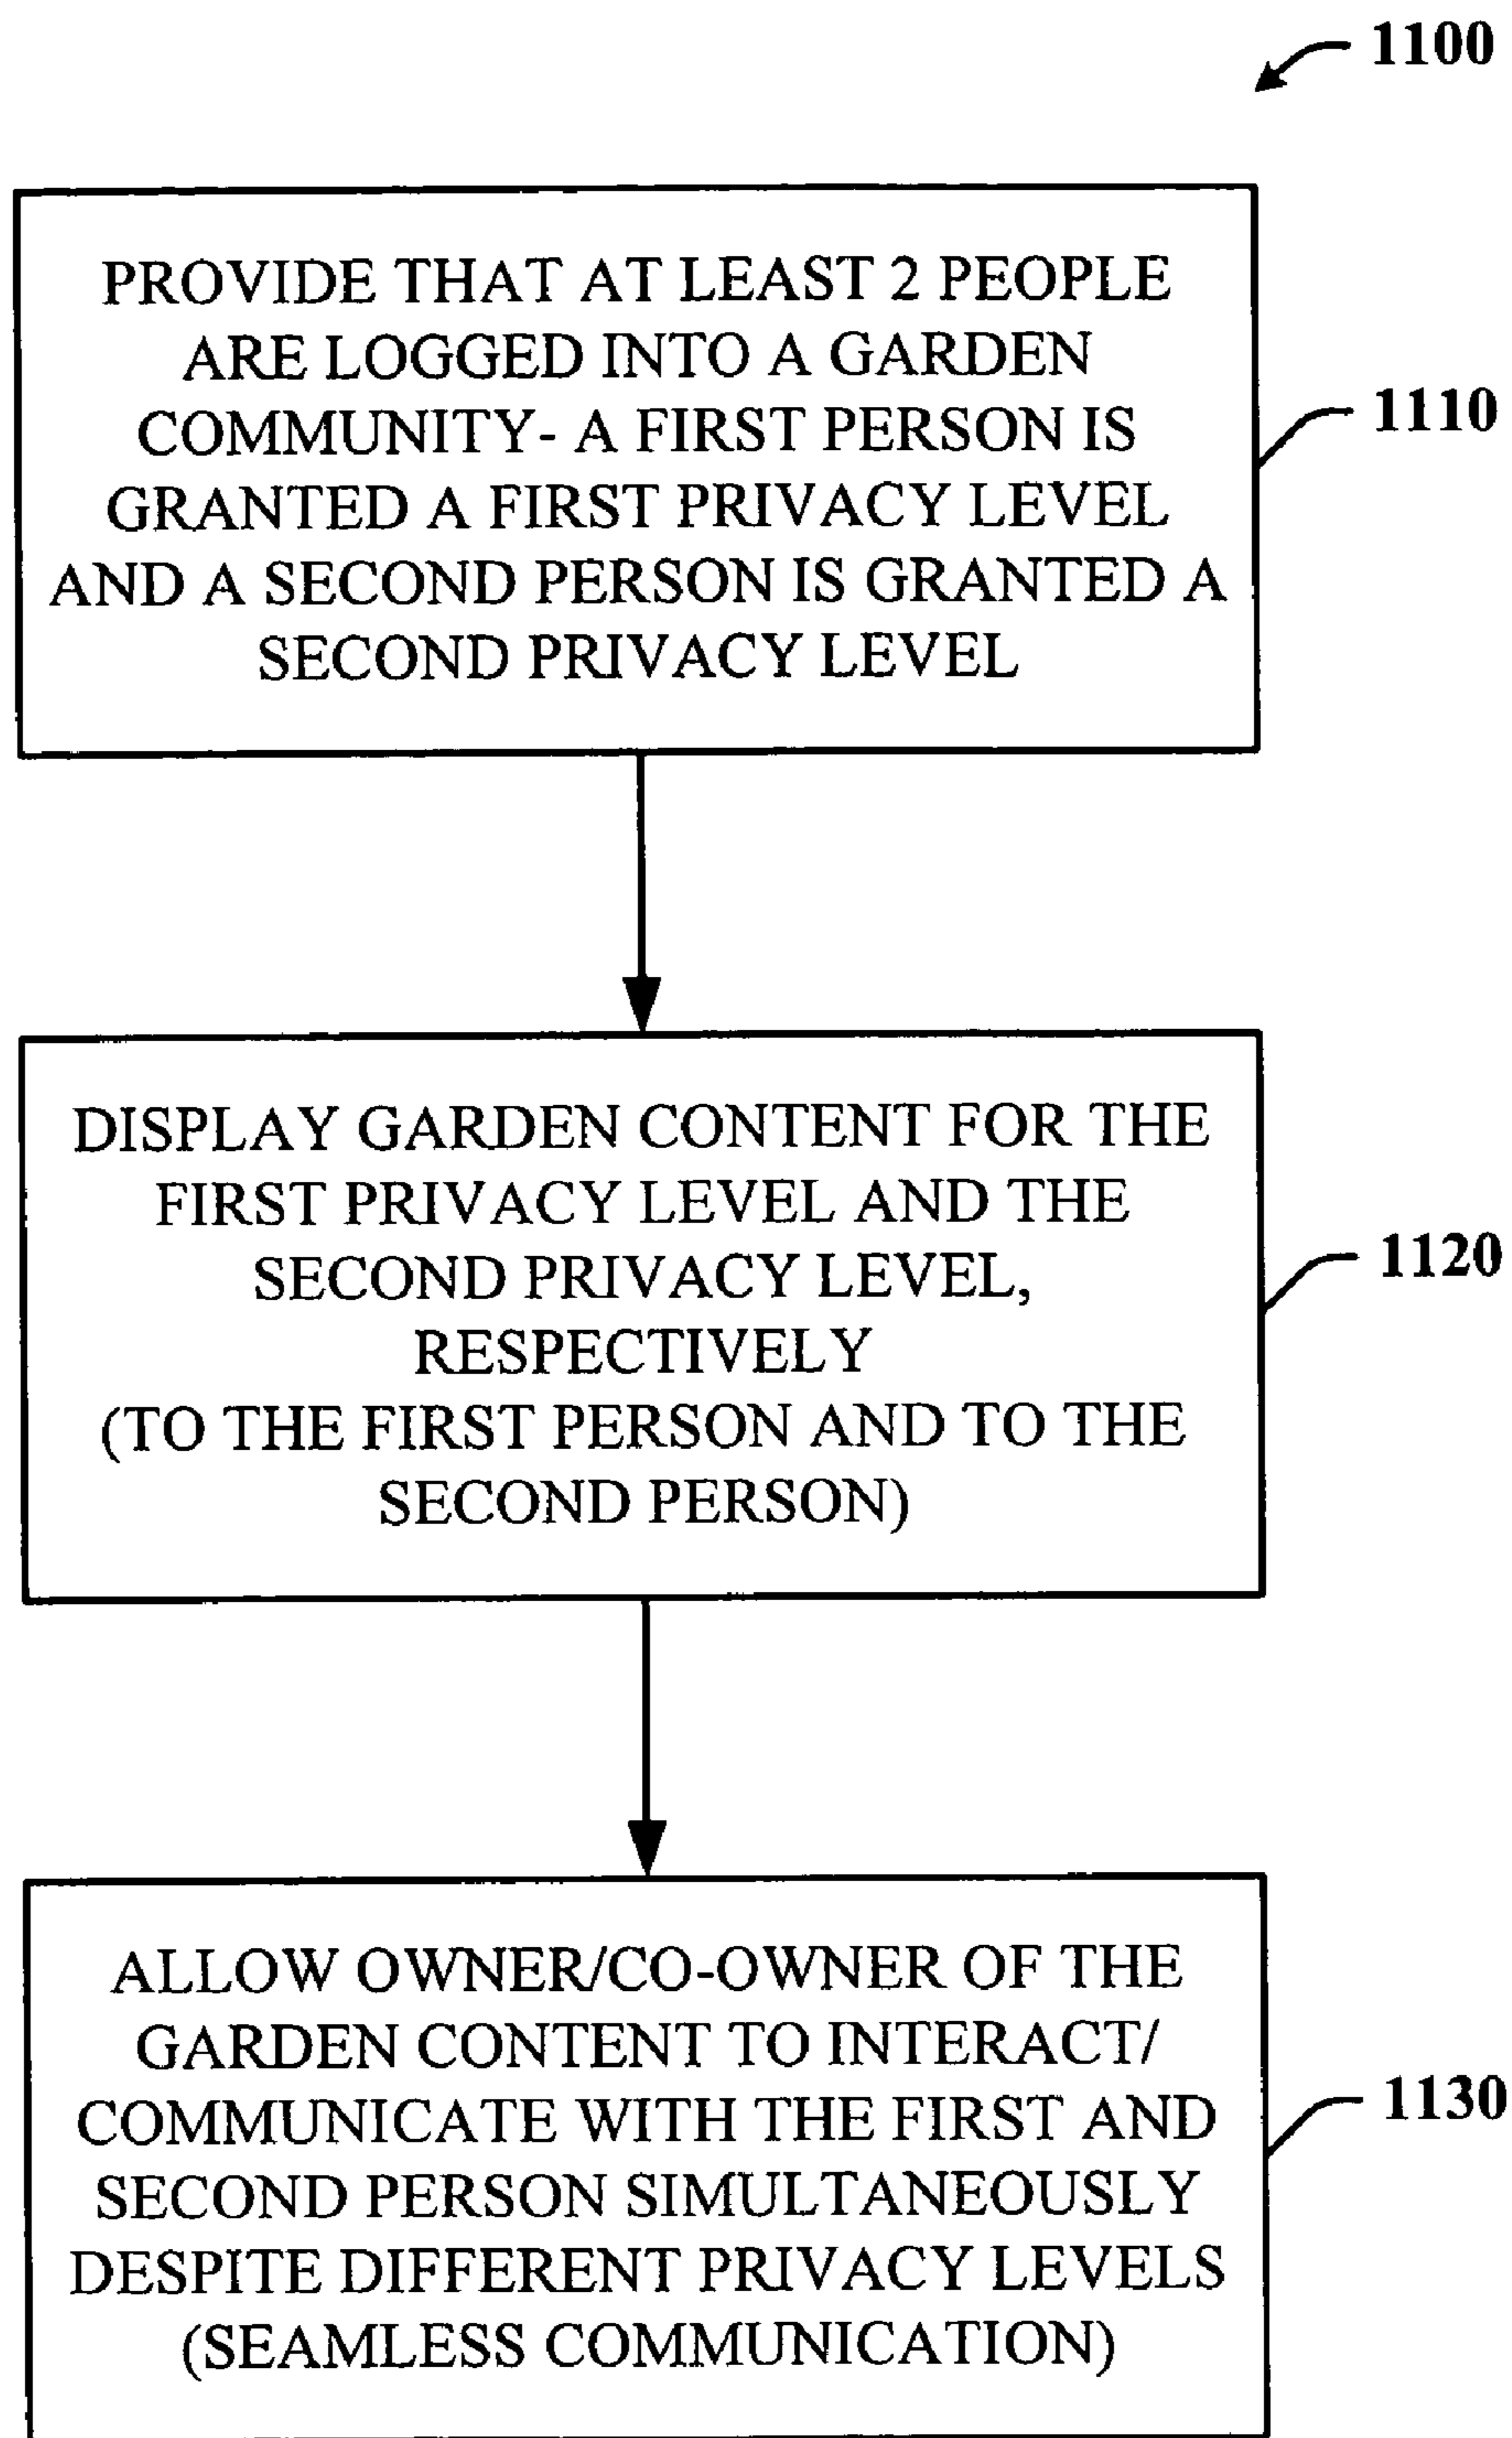 1100
PROVIDE THAT AT LEAST 2 PEOPLE
ARE LOGGED INTO A GARDEN
COMMUNITY- A FIRST PERSON IS
GRANTED A FIRST PRIVACY LEVEL
AND A SECOND PERSON IS GRANTED A
SECOND PRIVACY LEVEL
1110
DISPLAY GARDEN CONTENT FOR THE
FIRST PRIVACY LEVEL AND THE
SECOND PRIVACY LEVEL,
RESPECTIVELY
(TO THE FIRST PERSON AND TO THE
SECOND PERSON)
1120
ALLOW OWNER/CO-OWNER OF THE
GARDEN CONTENT TO INTERACT/
COMMUNICATE WITH THE FIRST AND
SECOND PERSON SIMULTANEOUSLY
DESPITE DIFFERENT PRIVACY LEVELS
(SEAMLESS COMMUNICATION)
1130